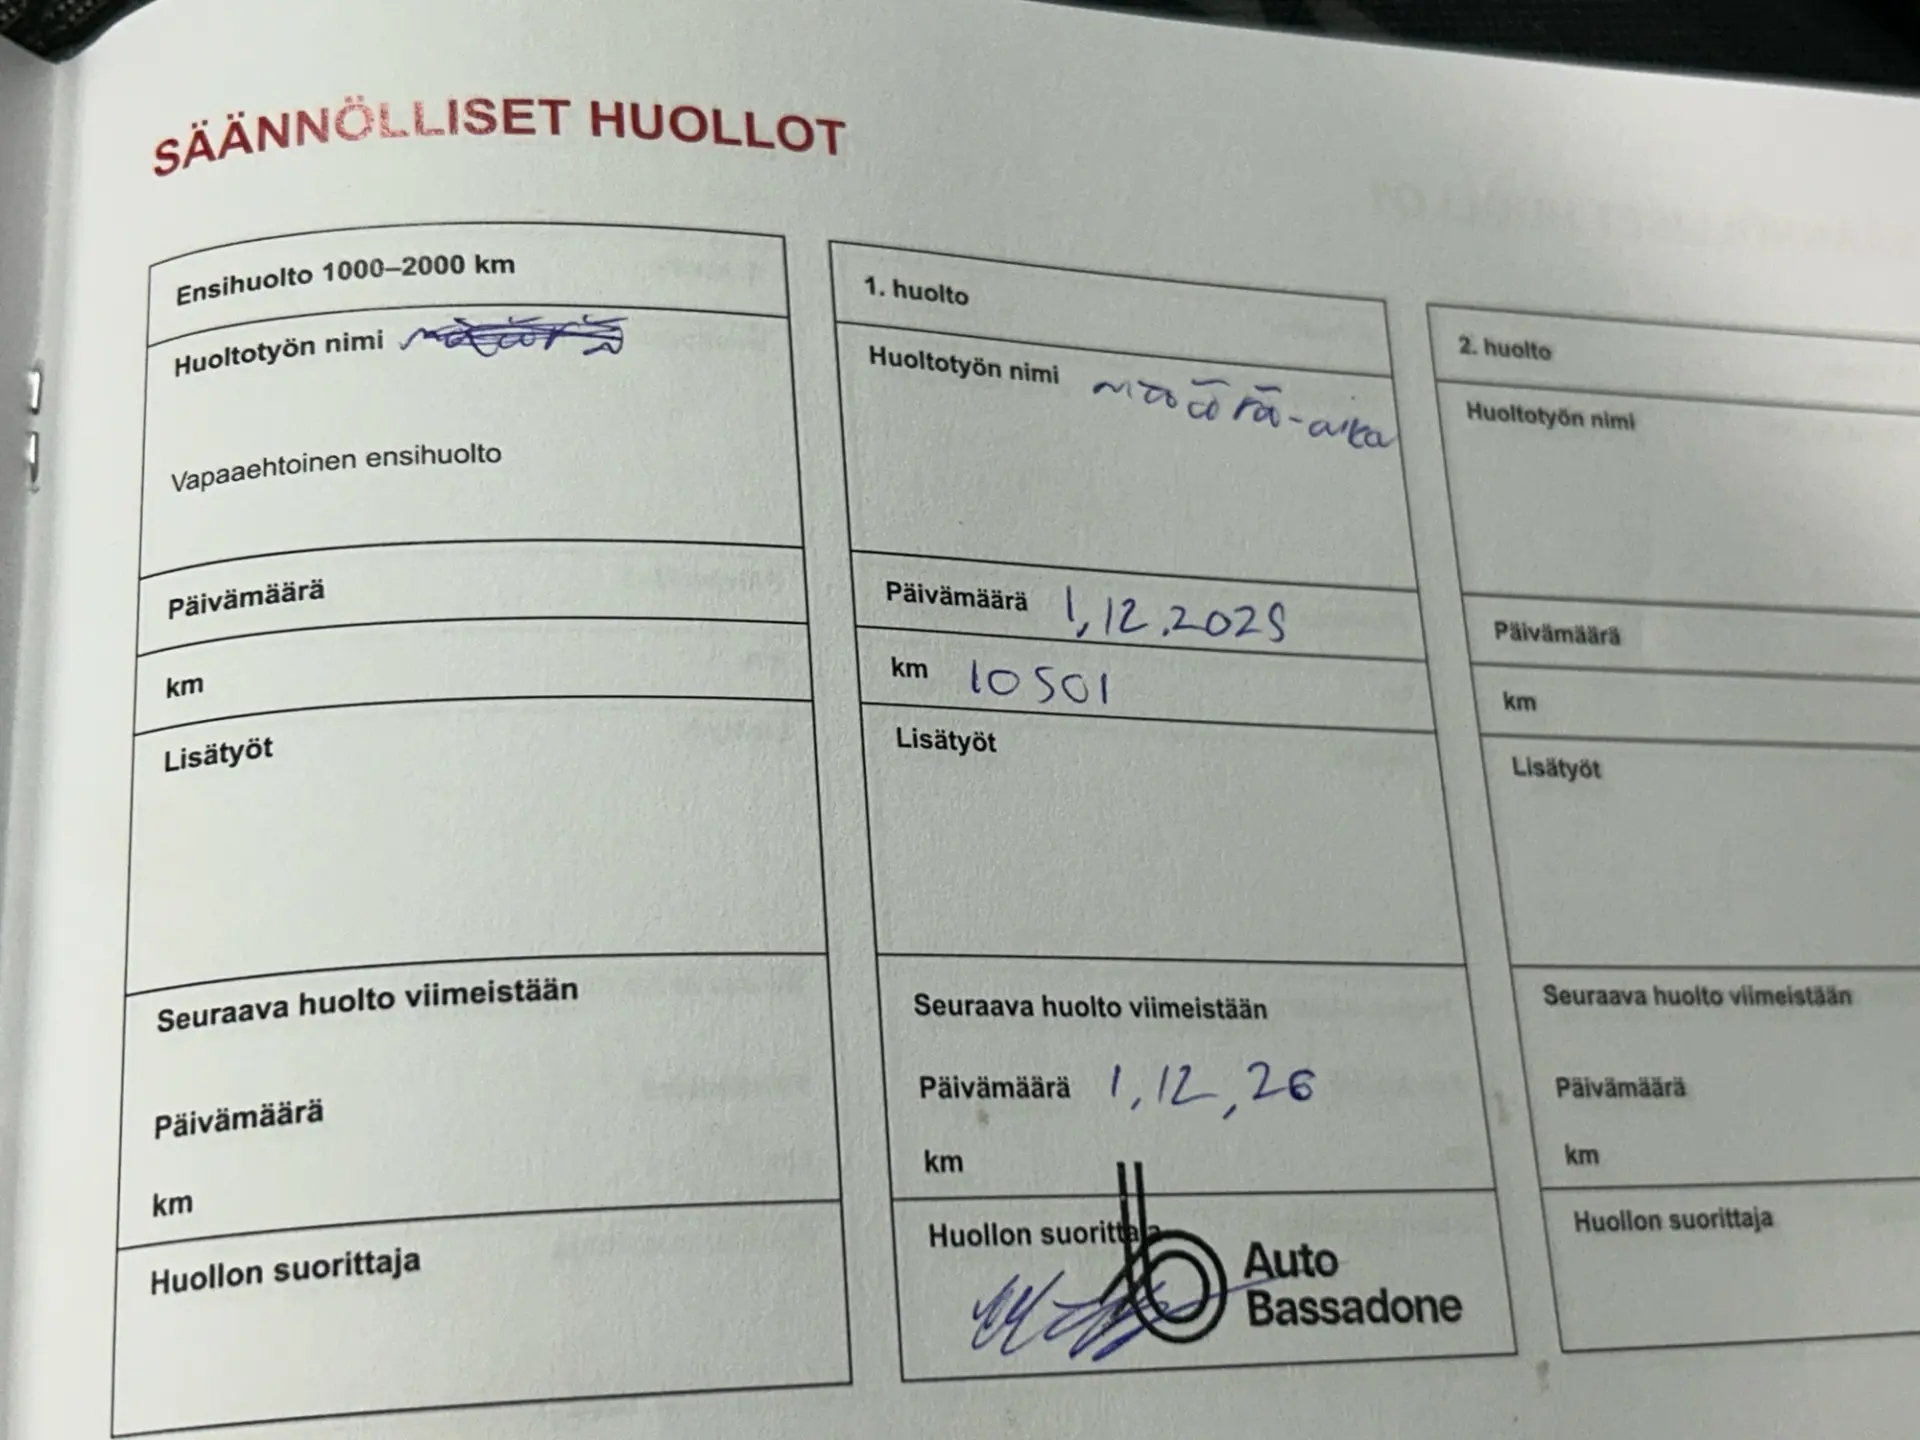 SÄÄNNÖLLISET HUOLLOT
Ensihuolto 1000–2000 km
Huoltotyön nimi
Vapaaehtoinen ensihuolto
Päivämäärä
km
Lisätyöt
Seuraava huolto viimeistään
Päivämäärä
km
Huollon suorittaja
1. huolto
Huoltotyön nimi määrä-aika
Päivämäärä 1,12.2025
km 10501
Lisätyöt
Seuraava huolto viimeistään
Päivämäärä 1,12,26
km
Huollon suorittaja
Auto
Bassadone
2. huolto
Huoltotyön nimi
Päivämäärä
km
Lisätyöt
Seuraava huolto viimeistään
Päivämäärä
km
Huollon suorittaja